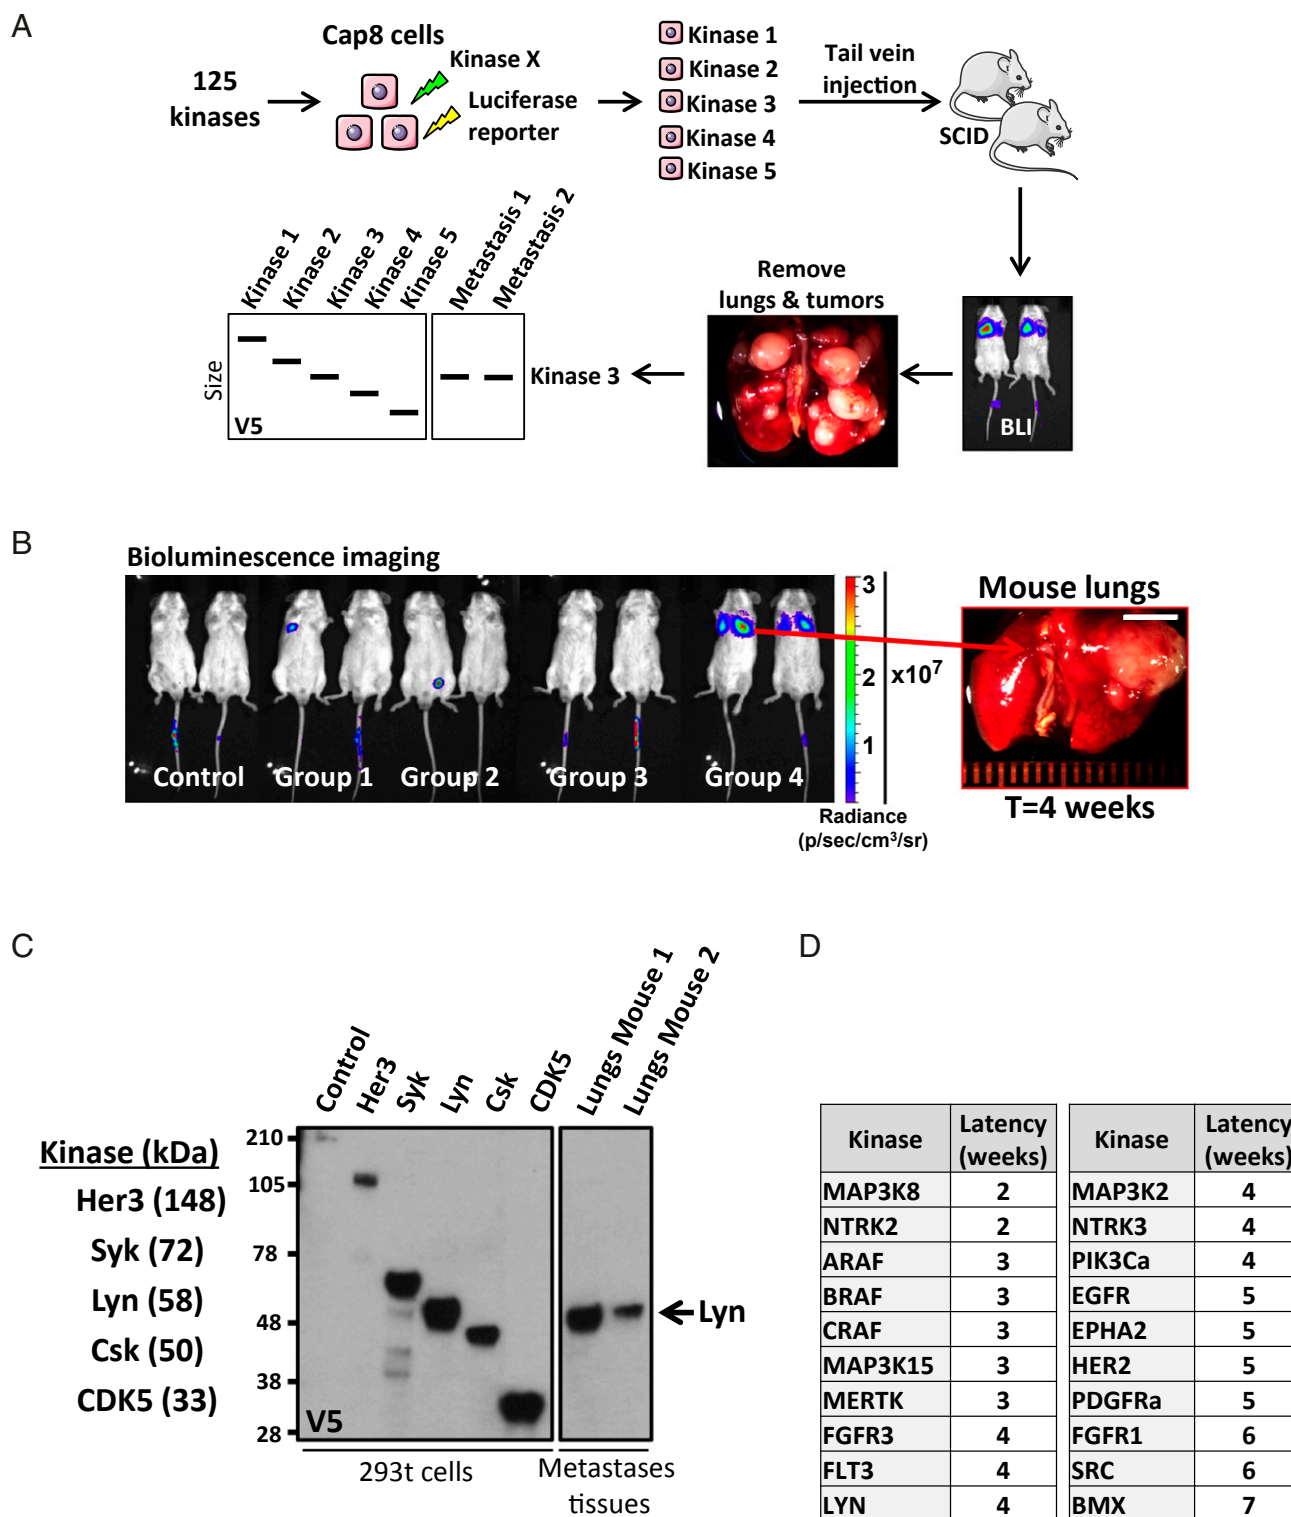 A
125
kinases
Cap8 cells
Kinase X
Luciferase
reporter
Kinase 1
Kinase 2
Kinase 3
Kinase 4
Kinase 5
Tail vein
injection
SCID
BLI
Remove
lungs & tumors
Kinase 3
Kinase 1
Kinase 2
Kinase 3
Kinase 4
Kinase 5
Metastasis 1
Metastasis 2
Size
V5
B
Bioluminescence imaging
Control
Group 1
Group 2
Group 3
Group 4
3
2
1
x10⁷
Radiance
(p/sec/cm³/sr)
Mouse lungs
T=4 weeks
C
Control
Her3
Syk
Lyn
Csk
CDK5
Lungs Mouse 1
Lungs Mouse 2
Kinase (kDa)
Her3 (148)
Syk (72)
Lyn (58)
Csk (50)
CDK5 (33)
210
105
78
48
38
28
V5
Lyn
293t cells
Metastases
tissues
D
Kinase Latency (weeks) Kinase Latency (weeks)
MAP3K8 2 MAP3K2 4
NTRK2 2 NTRK3 4
ARAF 3 PIK3Ca 4
BRAF 3 EGFR 5
CRAF 3 EPHA2 5
MAP3K15 3 HER2 5
MERTK 3 PDGFRa 5
FGFR3 4 FGFR1 6
FLT3 4 SRC 6
LYN 4 BMX 7